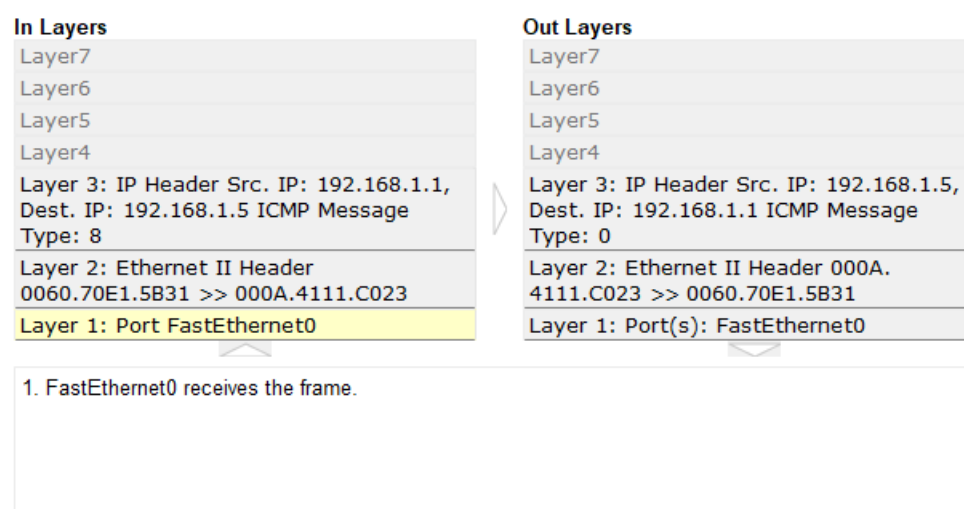 In Layers
Layer7
Layer6
Layer5
Layer4
Layer 3: IP Header Src. IP: 192.168.1.1,
Dest. IP: 192.168.1.5 ICMP Message
Type: 8
Layer 2: Ethernet II Header
0060.70E1.5B31 >> 000A.4111.C023
Layer 1: Port FastEthernet0
Out Layers
Layer7
Layer6
Layer5
Layer4
Layer 3: IP Header Src. IP: 192.168.1.5,
Dest. IP: 192.168.1.1 ICMP Message
Type: 0
Layer 2: Ethernet II Header 000A.
4111.C023 >> 0060.70E1.5B31
Layer 1: Port(s): FastEthernet0
1. FastEthernet0 receives the frame.